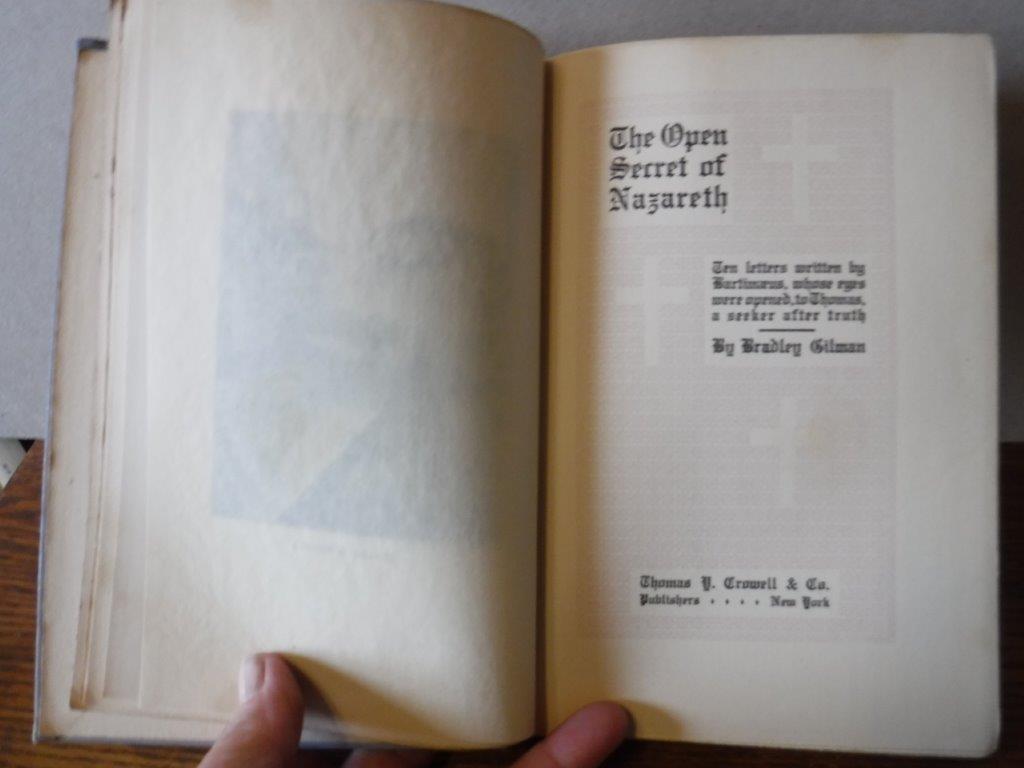 The Open
Secret of
Nazareth
Ten letters written by
Bartimæus, whose eyes
were opened, to Thomas,
a seeker after truth
By Bradley Gilman
Thomas Y. Crowell & Co.
Publishers . . . . New York